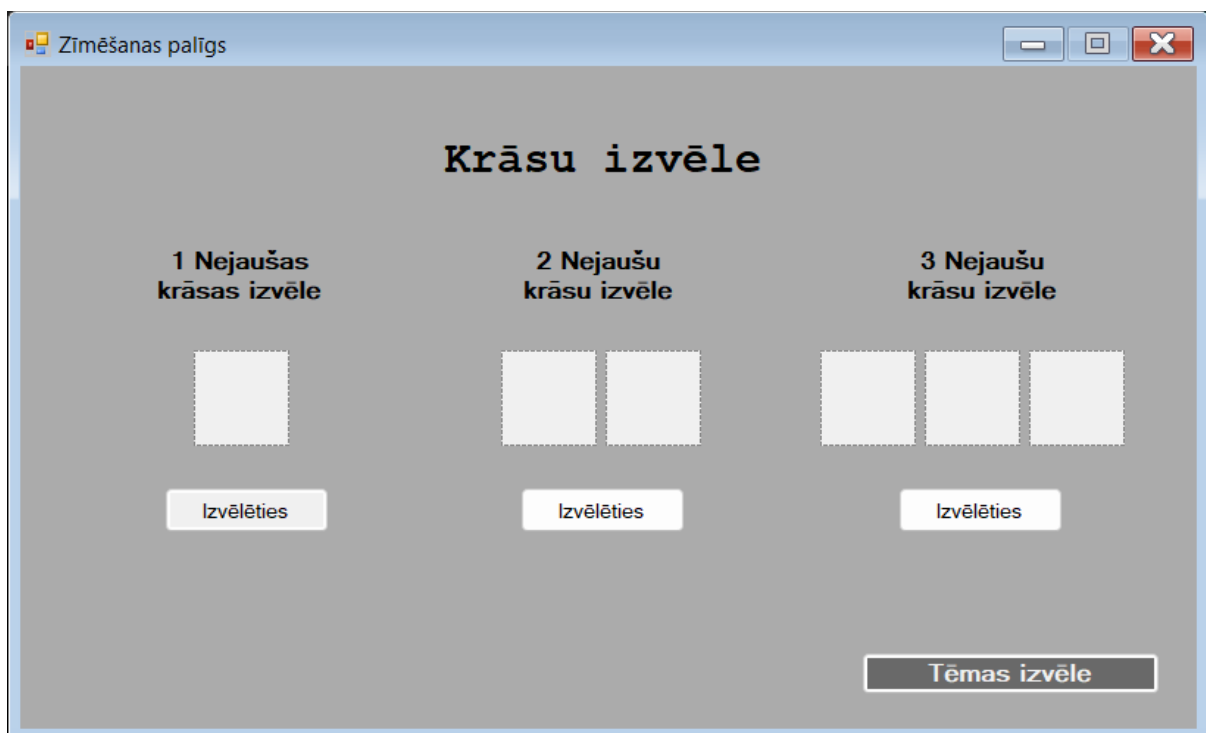 Zīmēšanas palīgs
Krāsu izvēle
1 Nejaušas
krāsas izvēle
2 Nejaušu
krāsu izvēle
3 Nejaušu
krāsu izvēle
Izvēlēties
Izvēlēties
Izvēlēties
Tēmas izvēle